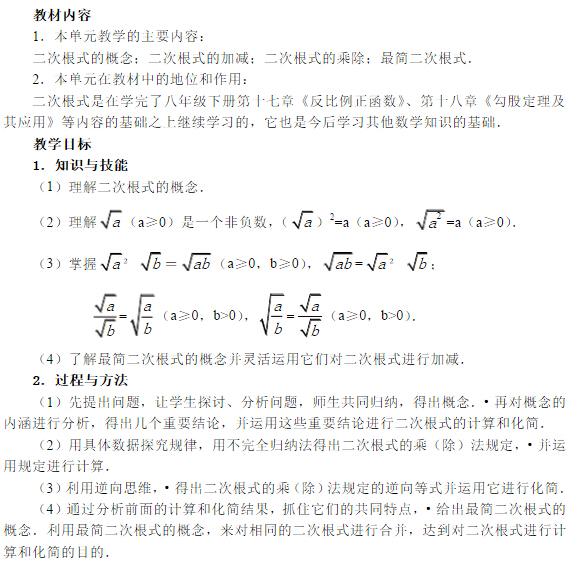 教材内容
1．本单元教学的主要内容：
二次根式的概念；二次根式的加减；二次根式的乘除；最简二次根式．
2．本单元在教材中的地位和作用：
二次根式是在学完了八年级下册第十七章《反比例正函数》、第十八章《勾股定理及
其应用》等内容的基础之上继续学习的，它也是今后学习其他数学知识的基础．
教学目标
1．知识与技能
（1）理解二次根式的概念．
（2）理解√a（a≥0）是一个非负数，（√a）²=a（a≥0），√a²=a（a≥0）．
（3）掌握√a² √b＝√ab（a≥0，b≥0），√ab=√a² √b；
√a/√b=√(a/b)（a≥0，b>0），√(a/b)=√a/√b（a≥0，b>0）．
（4）了解最简二次根式的概念并灵活运用它们对二次根式进行加减．
2．过程与方法
（1）先提出问题，让学生探讨、分析问题，师生共同归纳，得出概念．•再对概念的
内涵进行分析，得出几个重要结论，并运用这些重要结论进行二次根式的计算和化简．
（2）用具体数据探究规律，用不完全归纳法得出二次根式的乘（除）法规定，•并运
用规定进行计算．
（3）利用逆向思维，•得出二次根式的乘（除）法规定的逆向等式并运用它进行化简．
（4）通过分析前面的计算和化简结果，抓住它们的共同特点，•给出最简二次根式的
概念．利用最简二次根式的概念，来对相同的二次根式进行合并，达到对二次根式进行计
算和化简的目的．